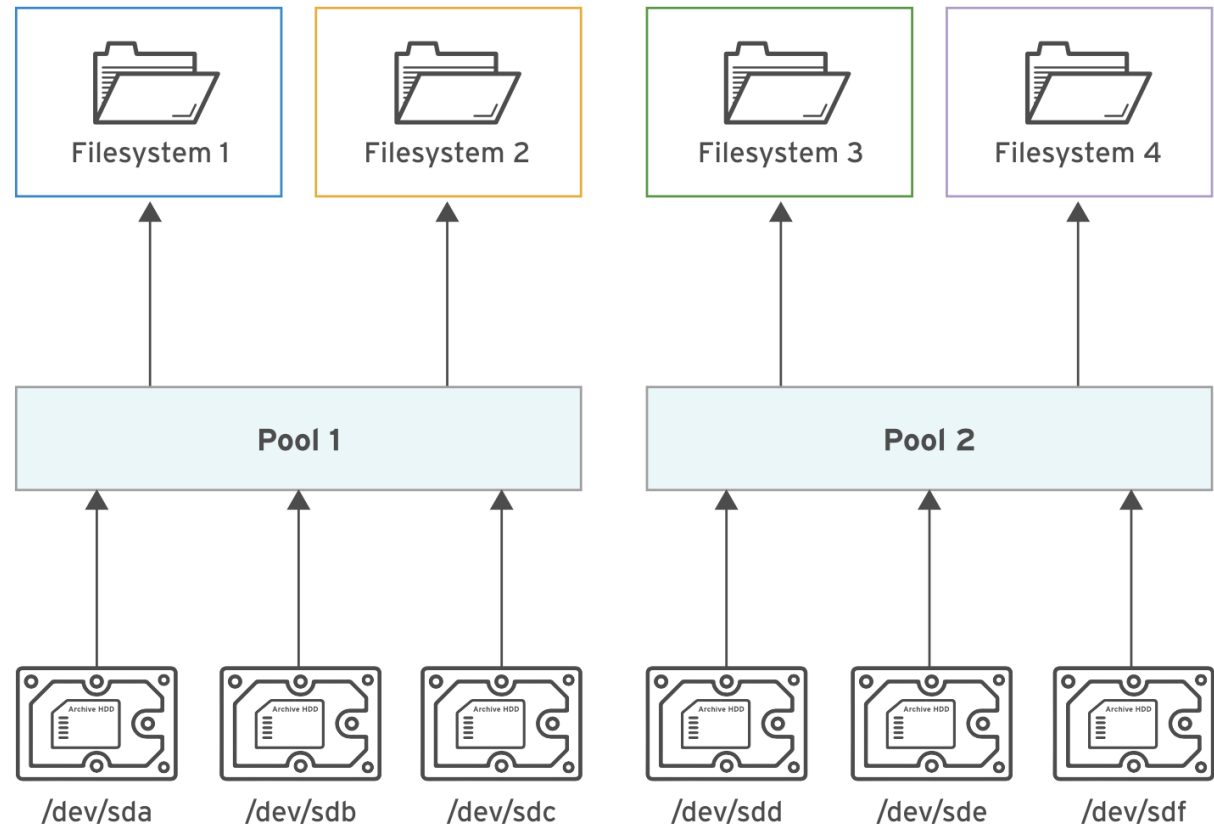 Filesystem 1
Filesystem 2
Filesystem 3
Filesystem 4
Pool 1
Pool 2
Archive HDD
Archive HDD
Archive HDD
Archive HDD
Archive HDD
Archive HDD
/dev/sda
/dev/sdb
/dev/sdc
/dev/sdd
/dev/sde
/dev/sdf